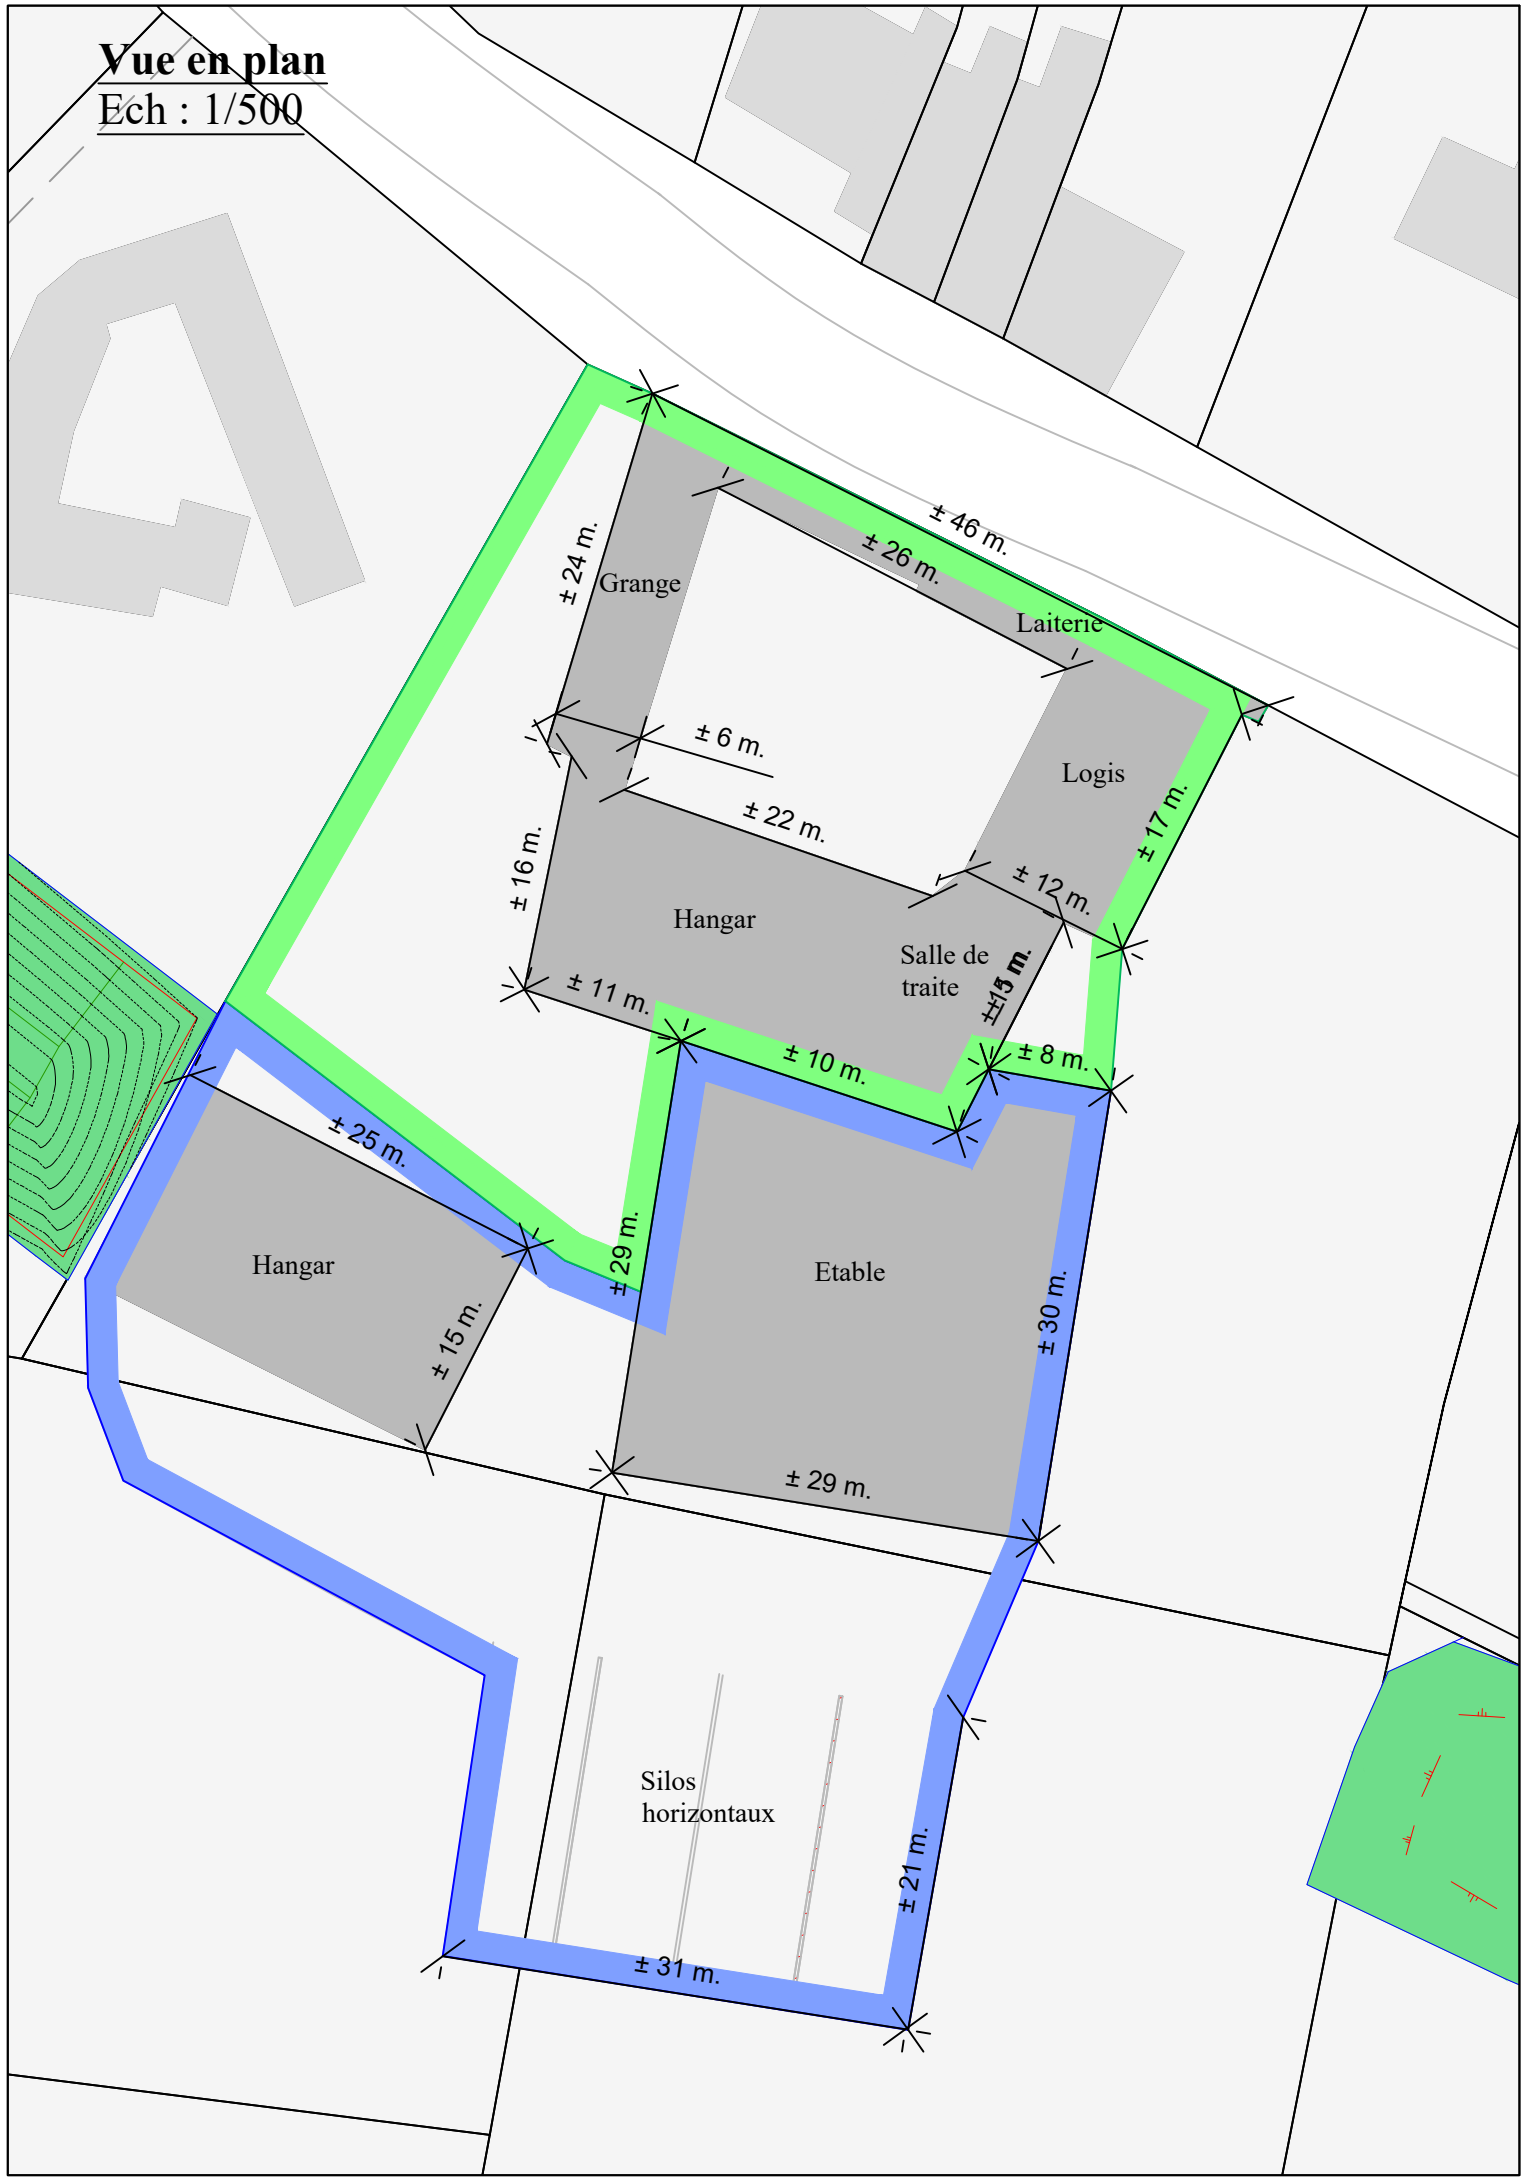 Vue en plan
Ech : 1/500
± 46 m.
± 26 m.
± 24 m.
Grange
Laiterie
± 6 m.
Logis
± 22 m.
± 17 m.
± 16 m.
± 12 m.
Hangar
Salle de
traite
± 11 m.
± 10 m.
± 8 m.
± 25 m.
± 29 m.
Hangar
Etable
± 30 m.
± 15 m.
± 29 m.
Silos
horizontaux
± 21 m.
± 31 m.